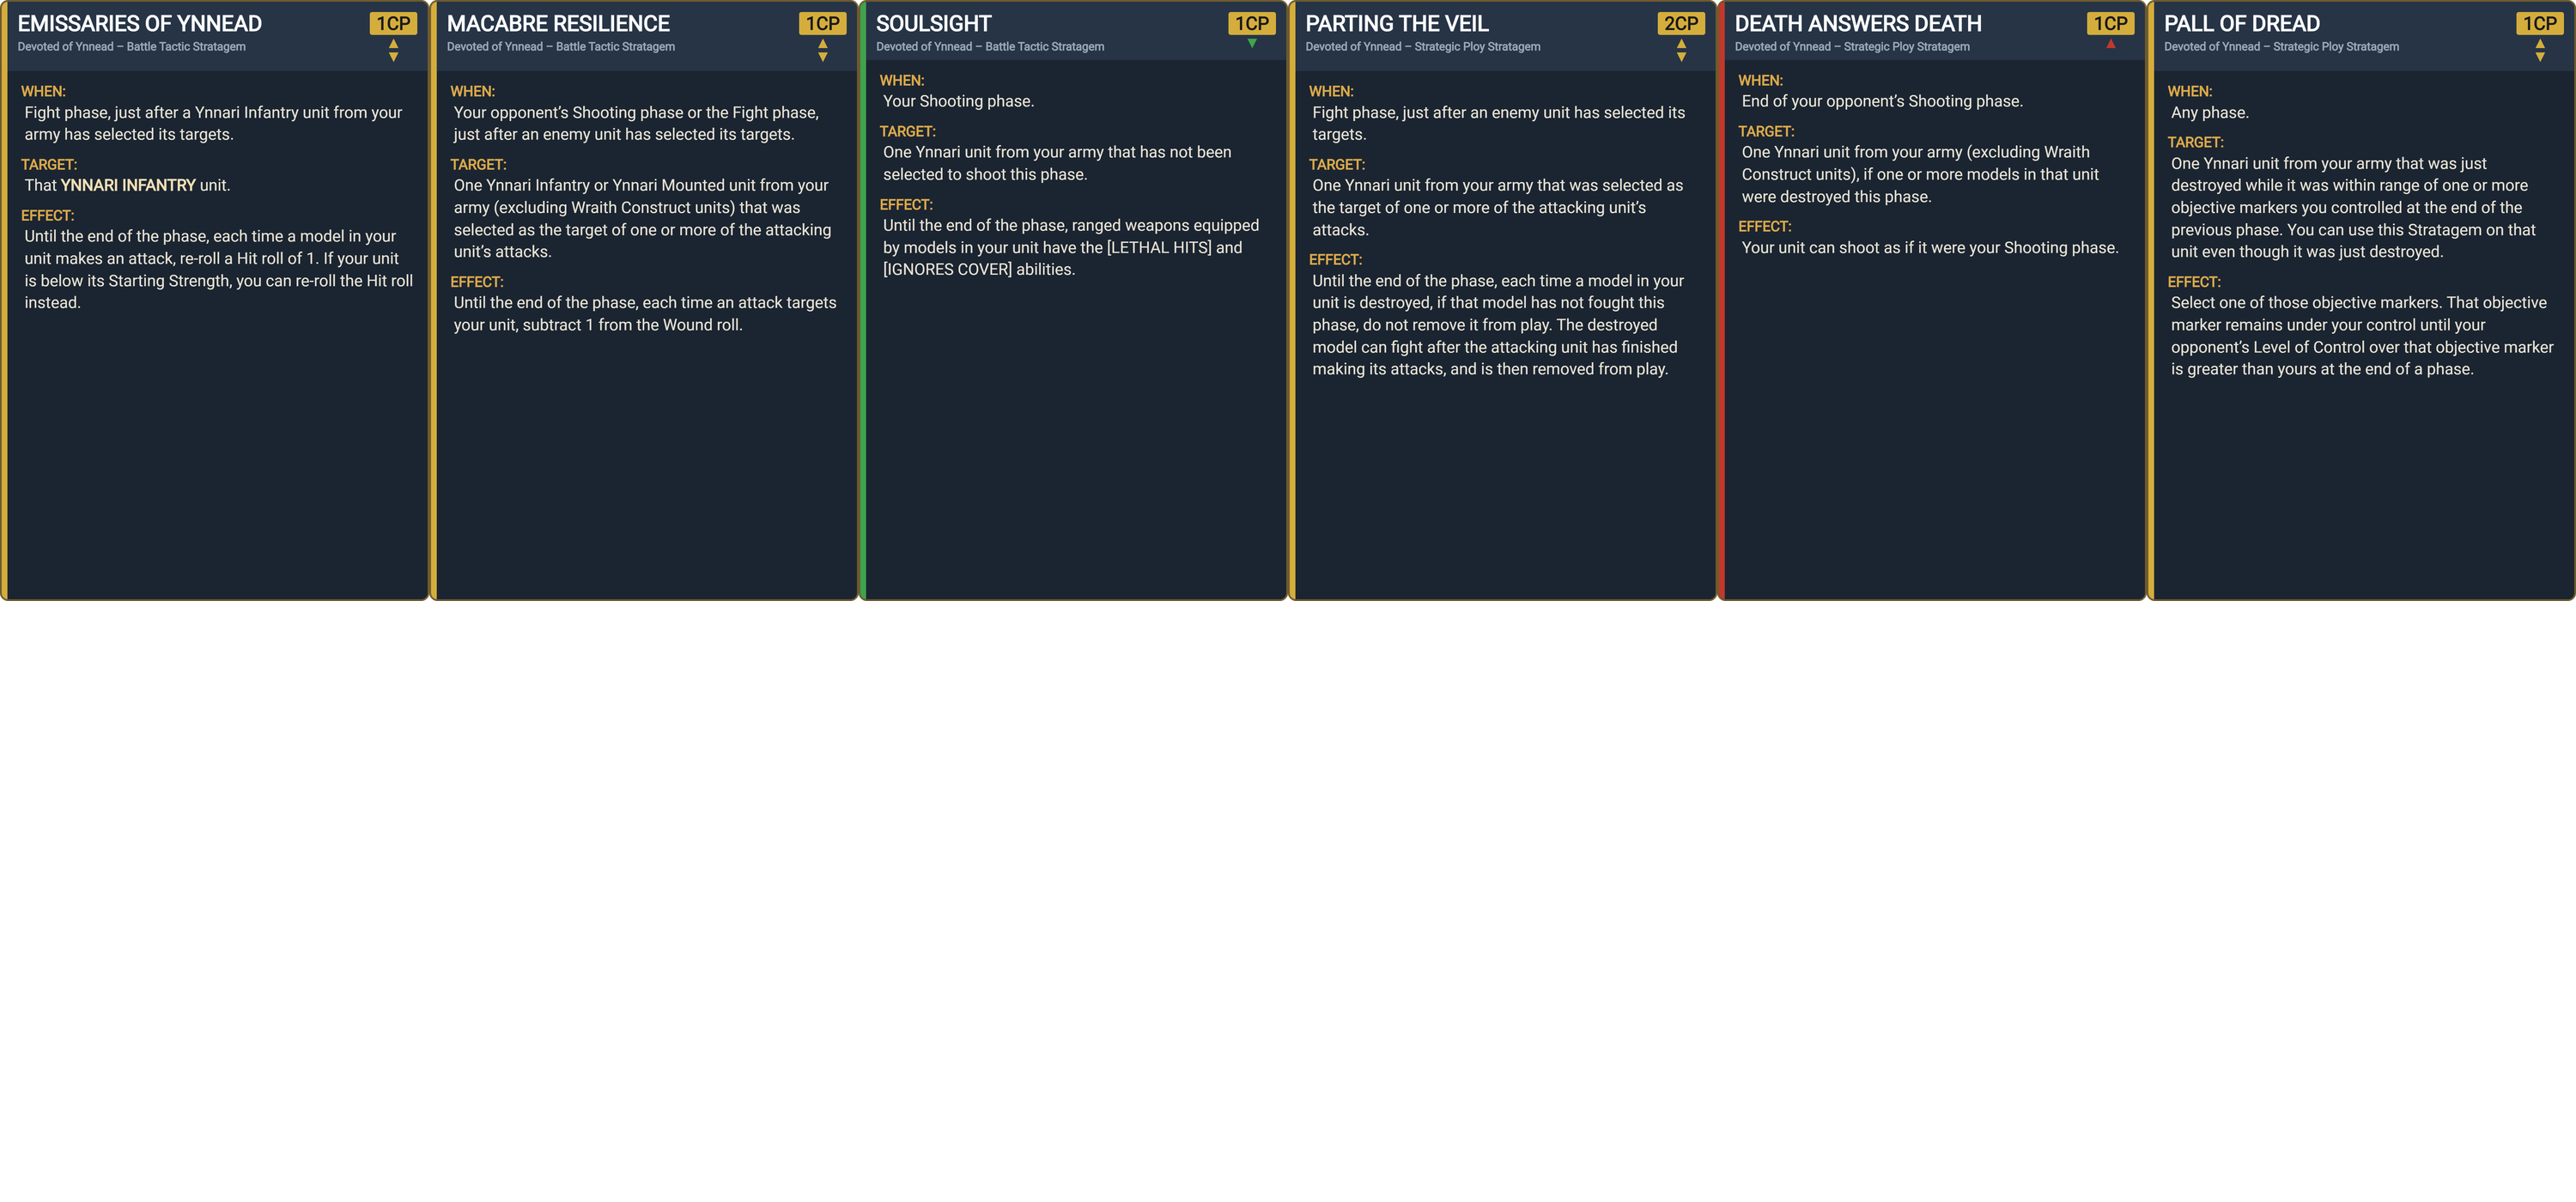 EMISSARIES OF YNNEAD
1CP
Devoted of Ynnead – Battle Tactic Stratagem
WHEN:
Fight phase, just after a Ynnari Infantry unit from your
army has selected its targets.
TARGET:
That YNNARI INFANTRY unit.
EFFECT:
Until the end of the phase, each time a model in your
unit makes an attack, re-roll a Hit roll of 1. If your unit
is below its Starting Strength, you can re-roll the Hit roll
instead.
MACABRE RESILIENCE
1CP
Devoted of Ynnead – Battle Tactic Stratagem
WHEN:
Your opponent’s Shooting phase or the Fight phase,
just after an enemy unit has selected its targets.
TARGET:
One Ynnari Infantry or Ynnari Mounted unit from your
army (excluding Wraith Construct units) that was
selected as the target of one or more of the attacking
unit’s attacks.
EFFECT:
Until the end of the phase, each time an attack targets
your unit, subtract 1 from the Wound roll.
SOULSIGHT
1CP
Devoted of Ynnead – Battle Tactic Stratagem
WHEN:
Your Shooting phase.
TARGET:
One Ynnari unit from your army that has not been
selected to shoot this phase.
EFFECT:
Until the end of the phase, ranged weapons equipped
by models in your unit have the [LETHAL HITS] and
[IGNORES COVER] abilities.
PARTING THE VEIL
2CP
Devoted of Ynnead – Strategic Ploy Stratagem
WHEN:
Fight phase, just after an enemy unit has selected its
targets.
TARGET:
One Ynnari unit from your army that was selected as
the target of one or more of the attacking unit’s
attacks.
EFFECT:
Until the end of the phase, each time a model in your
unit is destroyed, if that model has not fought this
phase, do not remove it from play. The destroyed
model can fight after the attacking unit has finished
making its attacks, and is then removed from play.
DEATH ANSWERS DEATH
1CP
Devoted of Ynnead – Strategic Ploy Stratagem
WHEN:
End of your opponent’s Shooting phase.
TARGET:
One Ynnari unit from your army (excluding Wraith
Construct units), if one or more models in that unit
were destroyed this phase.
EFFECT:
Your unit can shoot as if it were your Shooting phase.
PALL OF DREAD
1CP
Devoted of Ynnead – Strategic Ploy Stratagem
WHEN:
Any phase.
TARGET:
One Ynnari unit from your army that was just
destroyed while it was within range of one or more
objective markers you controlled at the end of the
previous phase. You can use this Stratagem on that
unit even though it was just destroyed.
EFFECT:
Select one of those objective markers. That objective
marker remains under your control until your
opponent’s Level of Control over that objective marker
is greater than yours at the end of a phase.